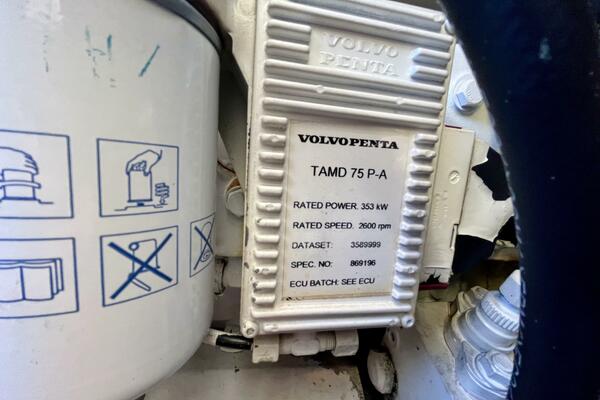 VOLVO
PENTA
VOLVO PENTA
TAMD 75 P-A
RATED POWER. 353 kW
RATED SPEED. 2600 rpm
DATASET: 3589999
SPEC. NO: 869196
ECU BATCH: SEE ECU